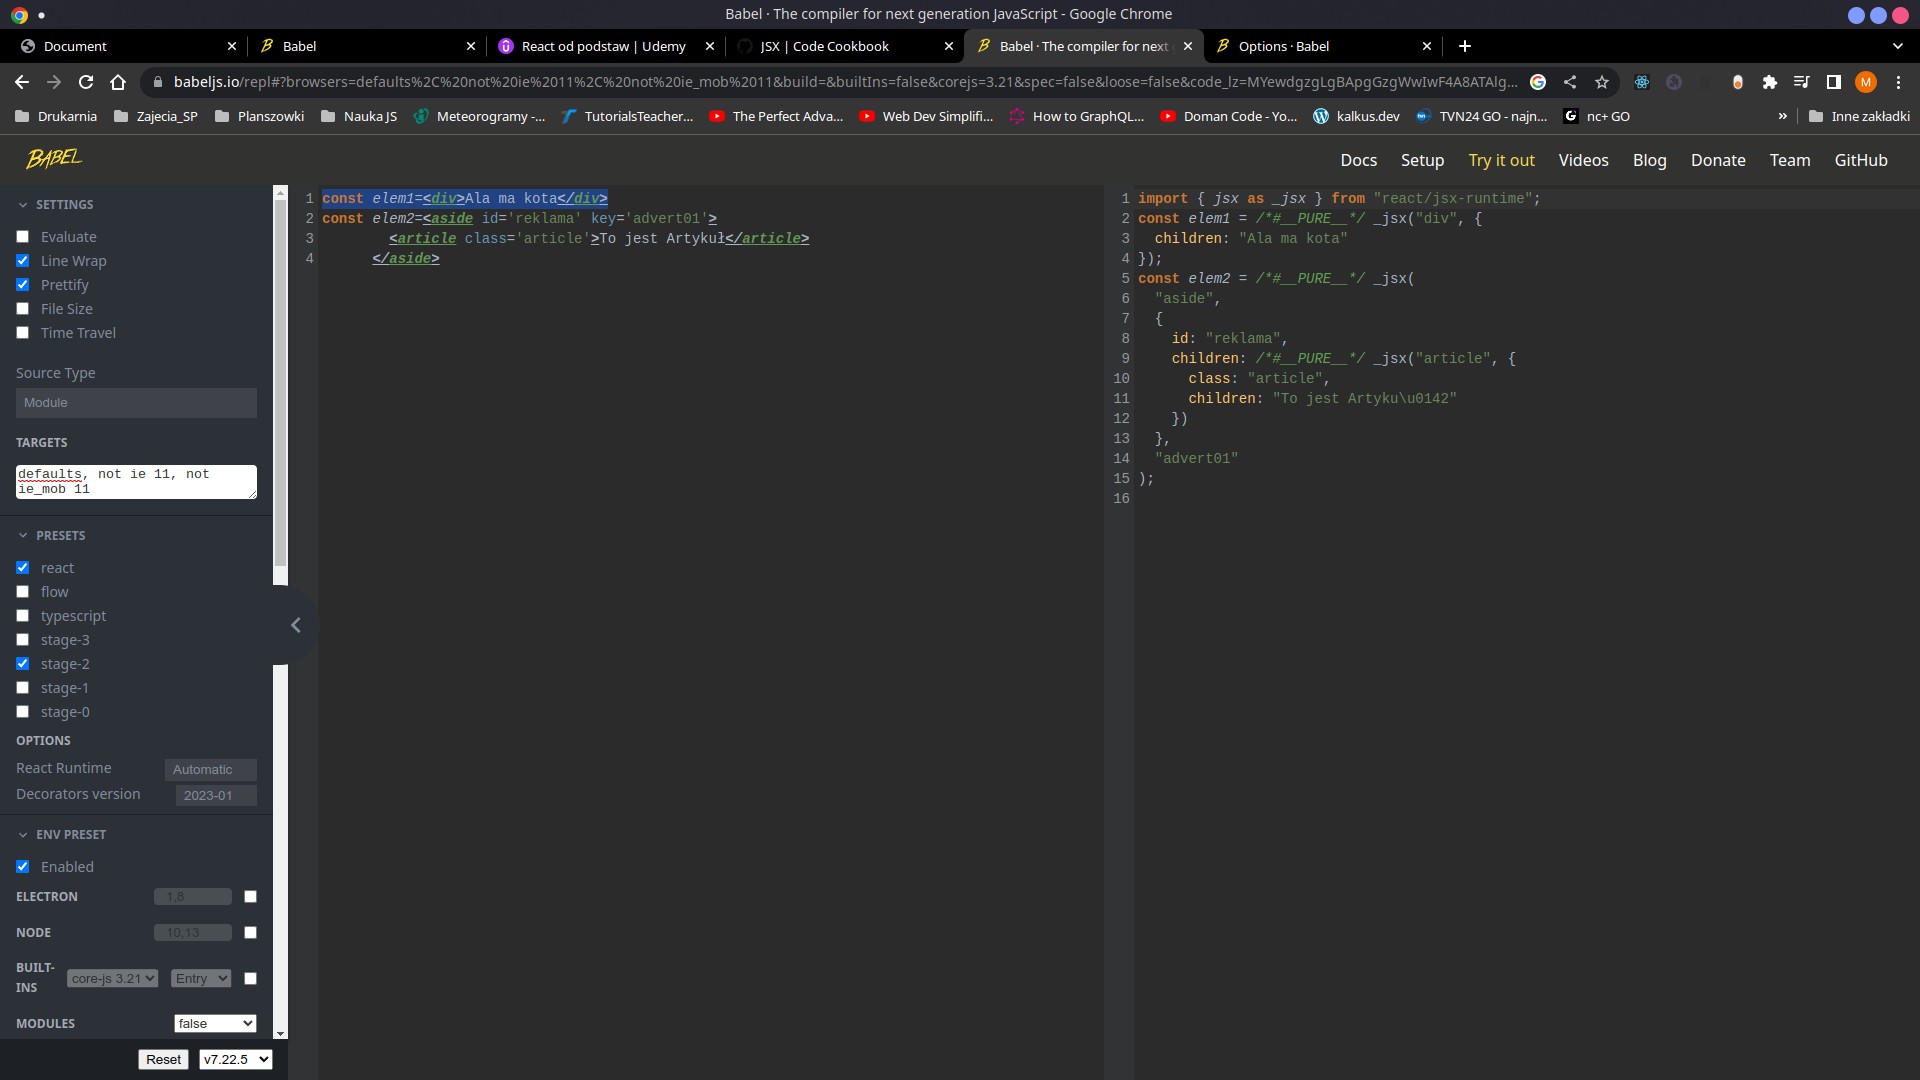 Babel · The compiler for next generation JavaScript - Google Chrome
Document
Babel
React od podstaw | Udemy
JSX | Code Cookbook
Babel · The compiler for next
Options · Babel
babeljs.io/repl#?browsers=defaults%2C%20not%20ie%2011%2C%20not%20ie_mob%2011&build=&builtIns=false&corejs=3.21&spec=false&loose=false&code_lz=MYewdgzgLgBApgGzgWwIwF4A8ATAlg...
M
Drukarnia
Zajecia_SP
Planszowki
Nauka JS
Meteorogramy -...
TutorialsTeacher...
The Perfect Adva...
Web Dev Simplifi...
How to GraphQL...
Doman Code - Yo...
kalkus.dev
TVN24 GO - najn...
nc+ GO
»
Inne zakładki
BABEL
Docs
Setup
Try it out
Videos
Blog
Donate
Team
GitHub
SETTINGS
Evaluate
Line Wrap
Prettify
File Size
Time Travel
Source Type
Module
TARGETS
defaults, not ie 11, not
ie_mob 11
PRESETS
react
flow
typescript
stage-3
stage-2
stage-1
stage-0
OPTIONS
React Runtime Automatic
Decorators version 2023-01
ENV PRESET
Enabled
ELECTRON 1,8
NODE 10,13
BUILT-
INS core-js 3.21 Entry
MODULES false
Reset v7.22.5
1 const elem1=<div>Ala ma kota</div>
2 const elem2=<aside id='reklama' key='advert01'>
3 <article class='article'>To jest Artykuł</article>
4 </aside>
1 import { jsx as _jsx } from "react/jsx-runtime";
2 const elem1 = /*#__PURE__*/ _jsx("div", {
3 children: "Ala ma kota"
4 });
5 const elem2 = /*#__PURE__*/ _jsx(
6 "aside",
7 {
8 id: "reklama",
9 children: /*#__PURE__*/ _jsx("article", {
10 class: "article",
11 children: "To jest Artyku\u0142"
12 })
13 },
14 "advert01"
15 );
16